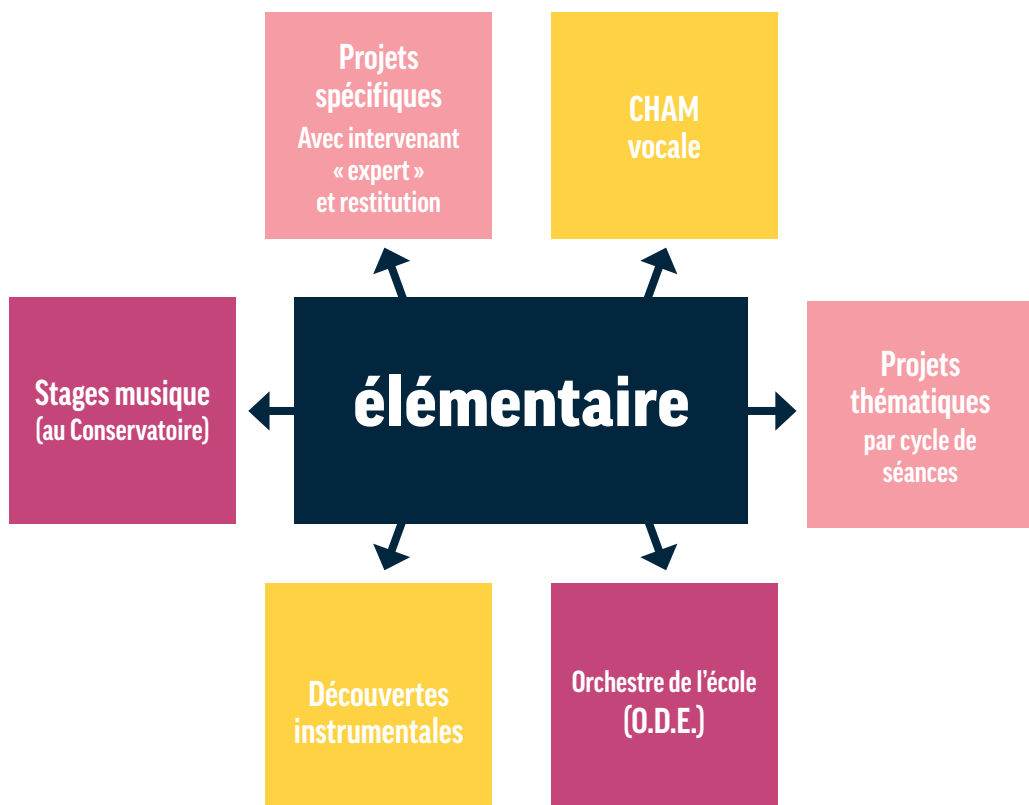 Projets
spécifiques
Avec intervenant
« expert »
et restitution
CHAM
vocale
Stages musique
(au Conservatoire)
élémentaire
Projets
thématiques
par cycle de
séances
Découvertes
instrumentales
Orchestre de l’école
(O.D.E.)